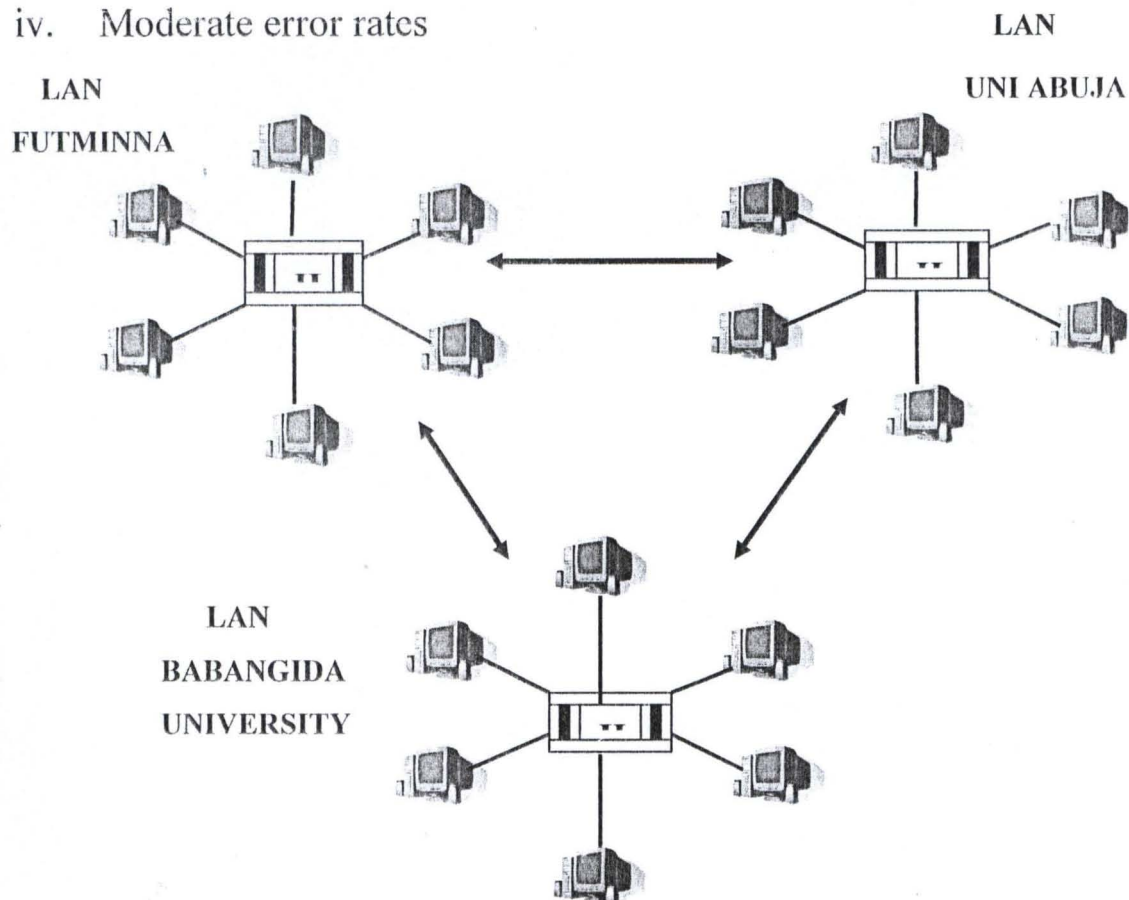 iv. Moderate error rates
LAN
FUTMINNA
LAN
UNI ABUJA
LAN
BABANGIDA
UNIVERSITY